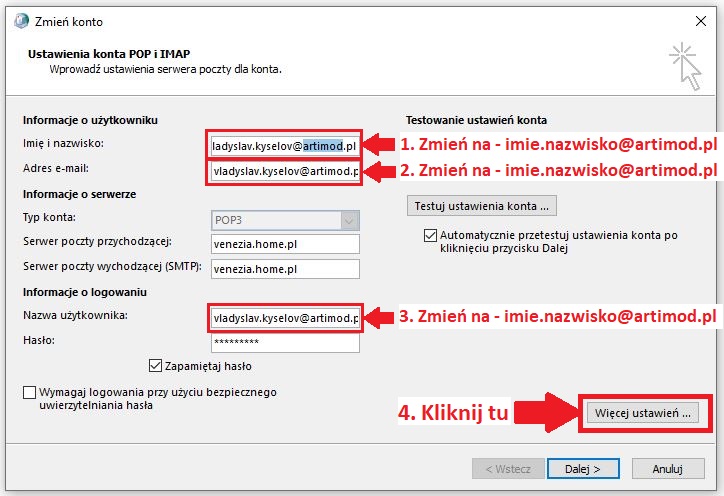 Zmień konto
Ustawienia konta POP i IMAP
Wprowadź ustawienia serwera poczty dla konta.
Informacje o użytkowniku
Testowanie ustawień konta
Imię i nazwisko:
ladyslav.kyselov@artimod.pl
1. Zmień na - imie.nazwisko@artimod.pl
Adres e-mail:
vladyslav.kyselov@artimod.p
2. Zmień na - imie.nazwisko@artimod.pl
Informacje o serwerze
Typ konta:
POP3
Testuj ustawienia konta ...
Serwer poczty przychodzącej:
venezia.home.pl
Automatycznie przetestuj ustawienia konta po
kliknięciu przycisku Dalej
Serwer poczty wychodzącej (SMTP):
venezia.home.pl
Informacje o logowaniu
Nazwa użytkownika:
vladyslav.kyselov@artimod.p
3. Zmień na - imie.nazwisko@artimod.pl
Hasło:
*********
Zapamiętaj hasło
Wymagaj logowania przy użyciu bezpiecznego
uwierzytelniania hasła
4. Kliknij tu
Więcej ustawień ...
< Wstecz
Dalej >
Anuluj